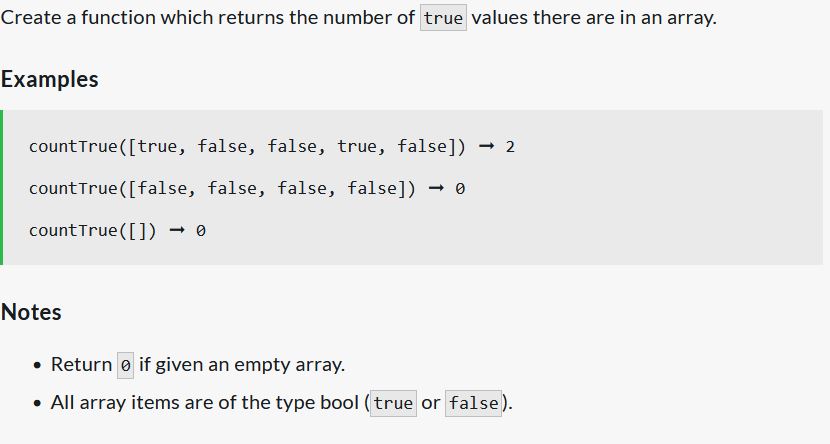 Create a function which returns the number of true values there are in an array.
Examples
countTrue([true, false, false, true, false]) ➞ 2
countTrue([false, false, false, false]) ➞ 0
countTrue([]) ➞ 0
Notes
• Return 0 if given an empty array.
• All array items are of the type bool (true or false).